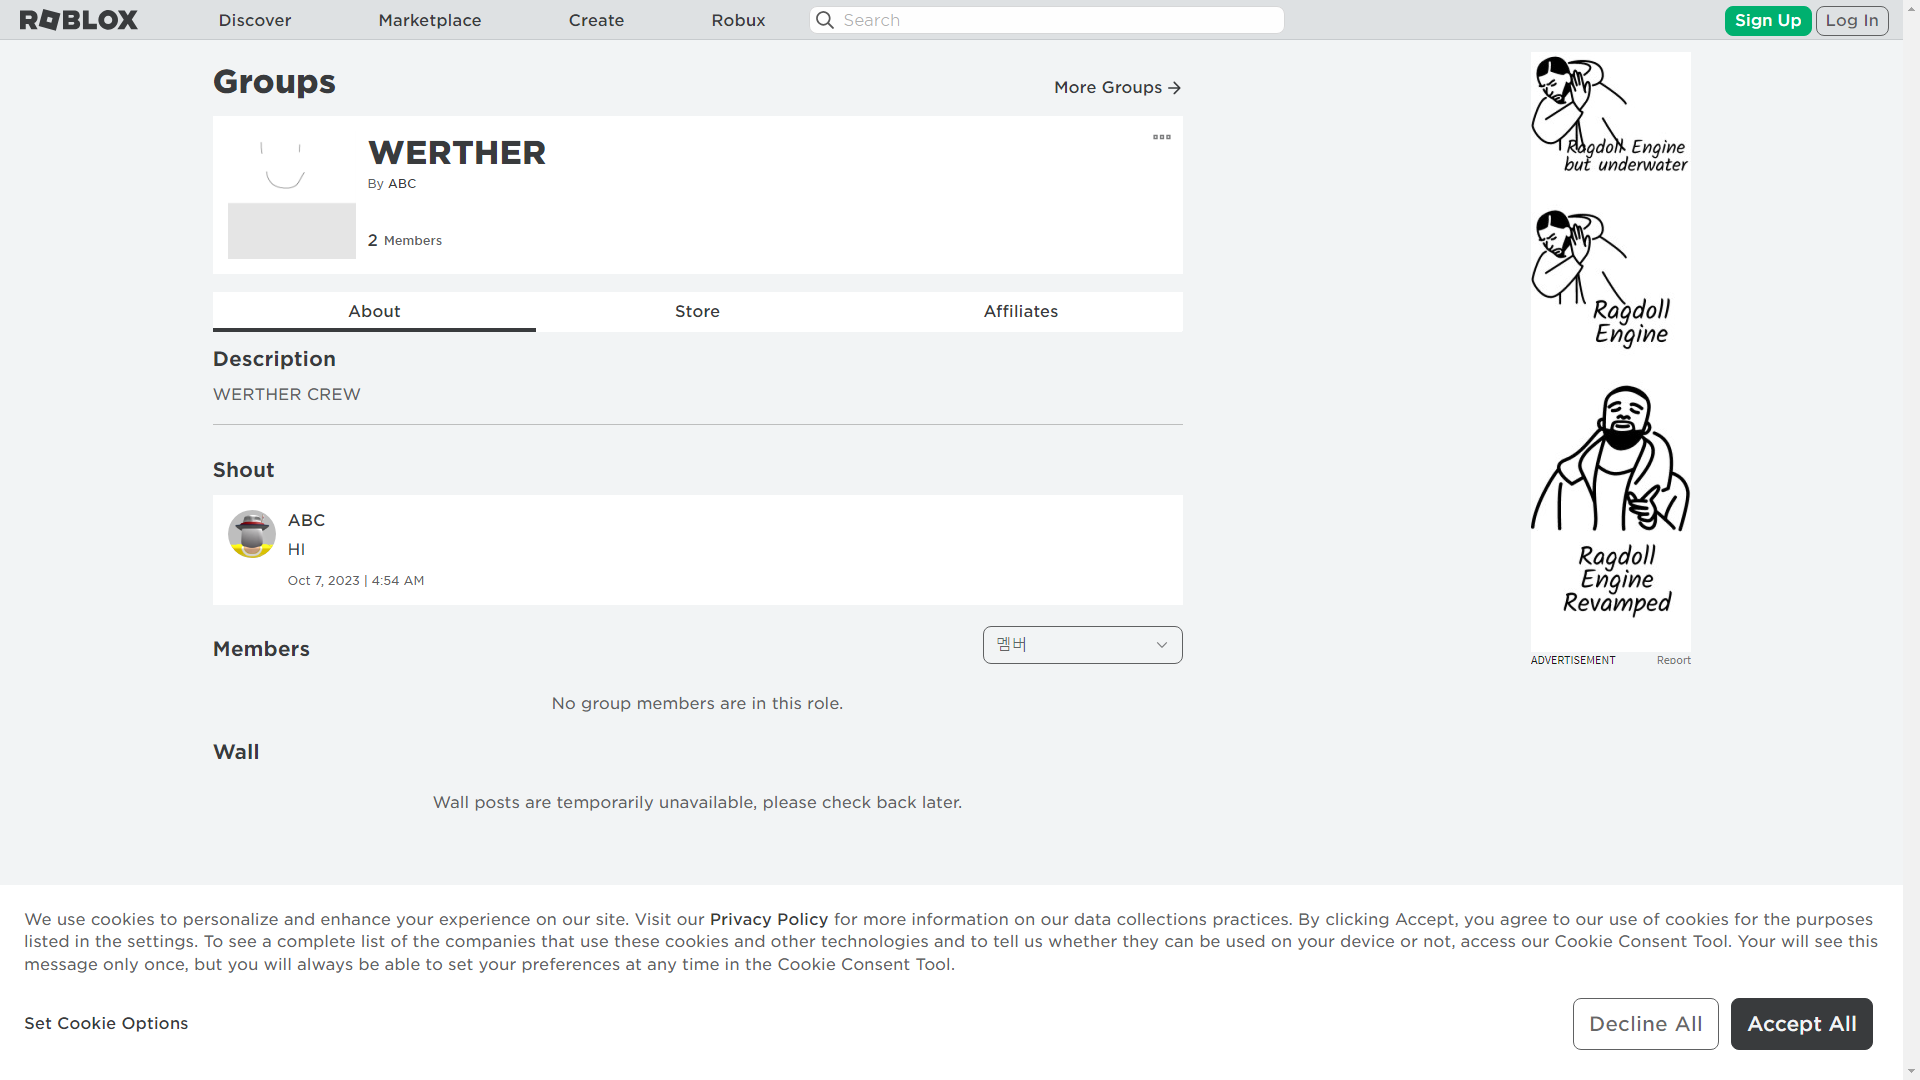 ROBLOX
Discover
Marketplace
Create
Robux
Search
Sign Up
Log In
Groups
More Groups
WERTHER
By ABC
2 Members
About
Store
Affiliates
Description
WERTHER CREW
Shout
ABC
HI
Oct 7, 2023 | 4:54 AM
Members
멤버
No group members are in this role.
Wall
Wall posts are temporarily unavailable, please check back later.
Ragdoll Engine
but underwater
Ragdoll
Engine
Ragdoll
Engine
Revamped
ADVERTISEMENT
Report
We use cookies to personalize and enhance your experience on our site. Visit our Privacy Policy for more information on our data collections practices. By clicking Accept, you agree to our use of cookies for the purposes
listed in the settings. To see a complete list of the companies that use these cookies and other technologies and to tell us whether they can be used on your device or not, access our Cookie Consent Tool. Your will see this
message only once, but you will always be able to set your preferences at any time in the Cookie Consent Tool.
Set Cookie Options
Decline All
Accept All